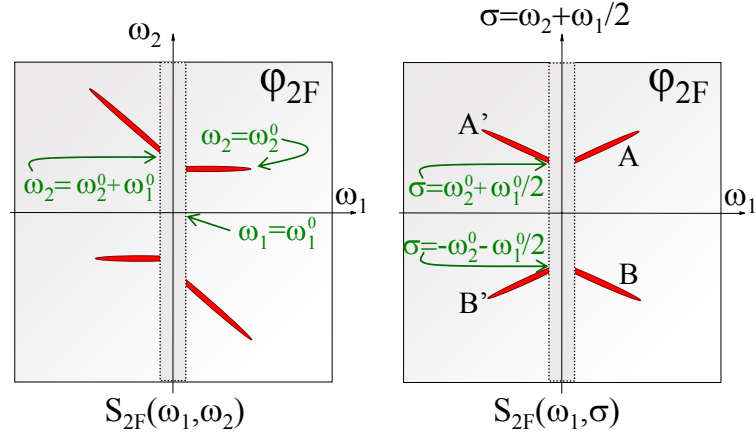 ω₂
φ₂F
ω₂=ω₂⁰
ω₂= ω₂⁰+ ω₁⁰
ω₁=ω₁⁰
S₂F(ω₁,ω₂)
σ=ω₂+ω₁/2
φ₂F
A'
A
σ=ω₂⁰+ ω₁⁰/2
ω₁
σ=-ω₂⁰- ω₁⁰/2
B'
B
S₂F(ω₁,σ)